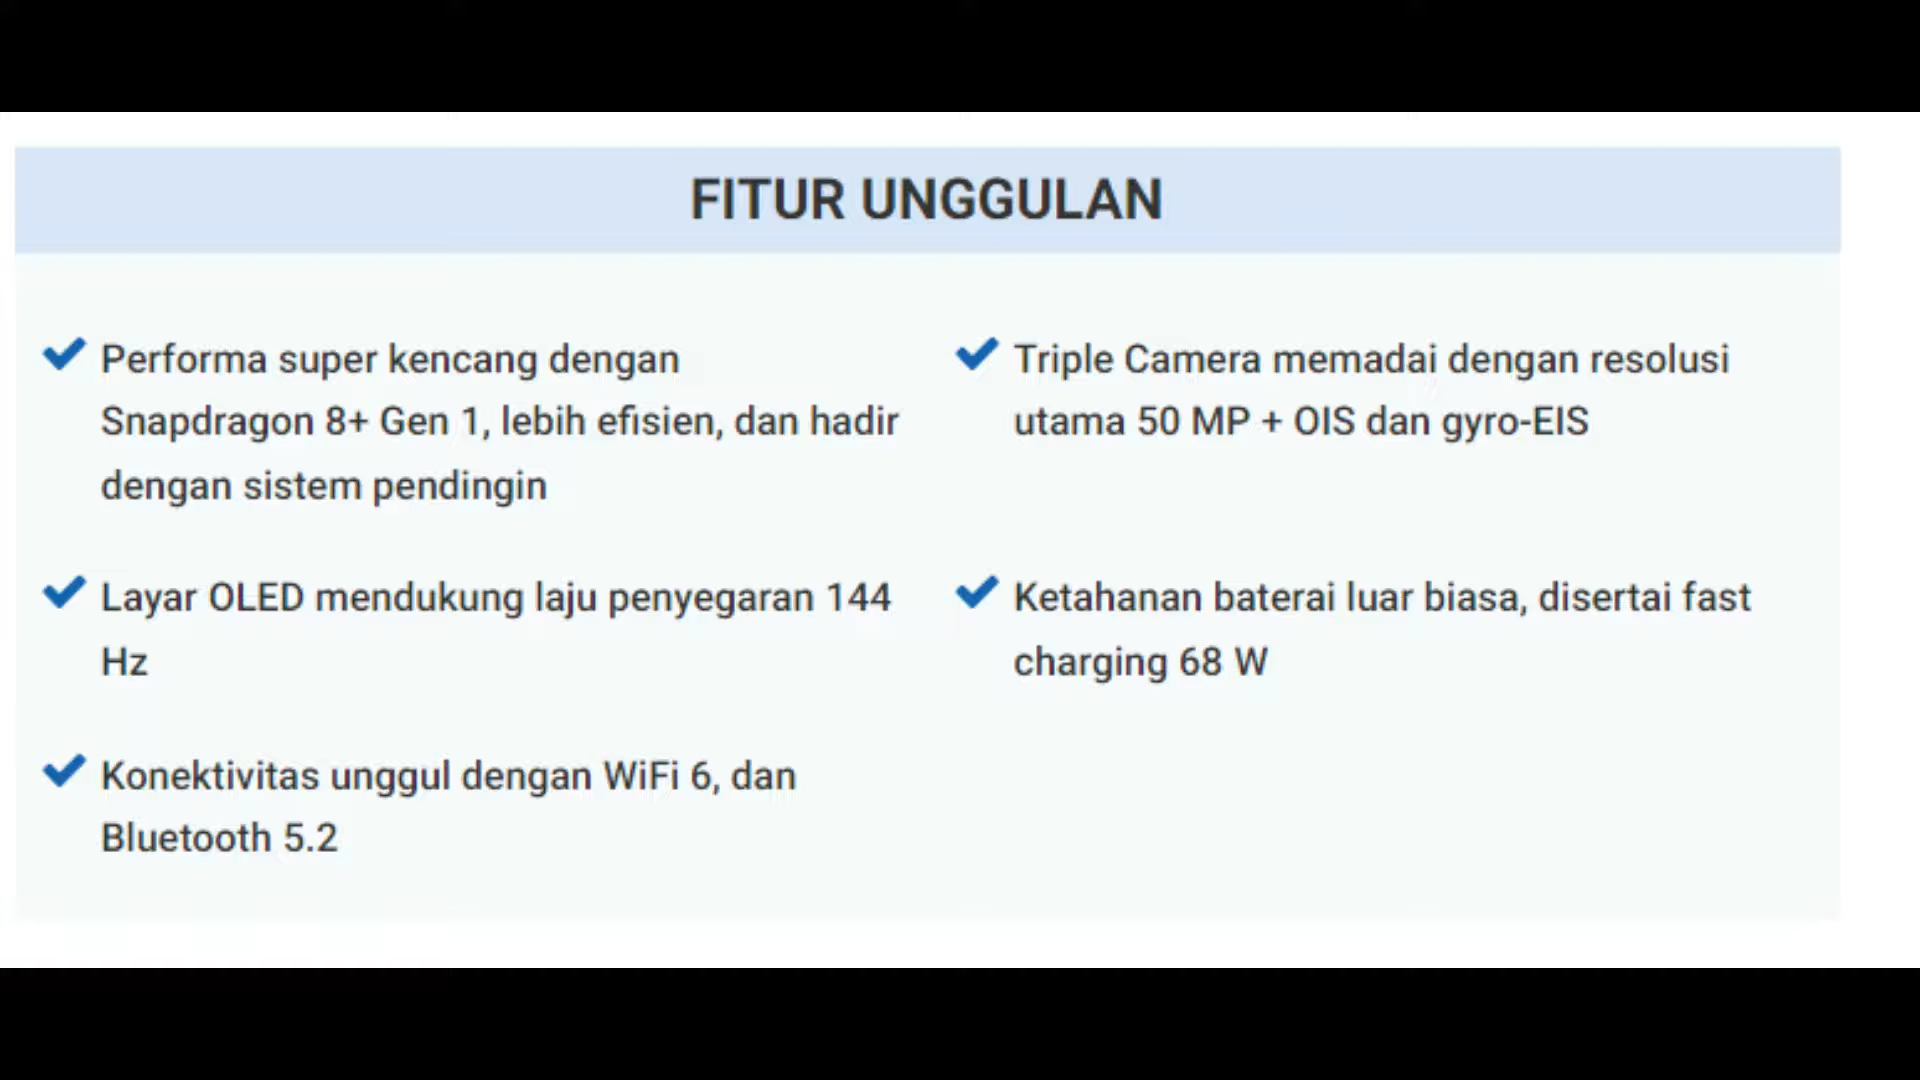 FITUR UNGGULAN
Performa super kencang dengan
Snapdragon 8+ Gen 1, lebih efisien, dan hadir
dengan sistem pendingin
Triple Camera memadai dengan resolusi
utama 50 MP + OIS dan gyro-EIS
Layar OLED mendukung laju penyegaran 144
Hz
Ketahanan baterai luar biasa, disertai fast
charging 68 W
Konektivitas unggul dengan WiFi 6, dan
Bluetooth 5.2